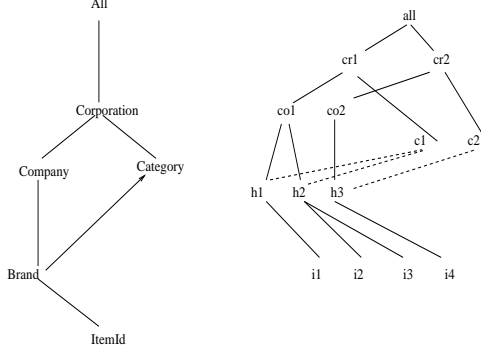 All
Corporation
Company
Category
Brand
ItemId
all
cr1
cr2
co1
co2
c1
c2
h1
h2
h3
i1
i2
i3
i4